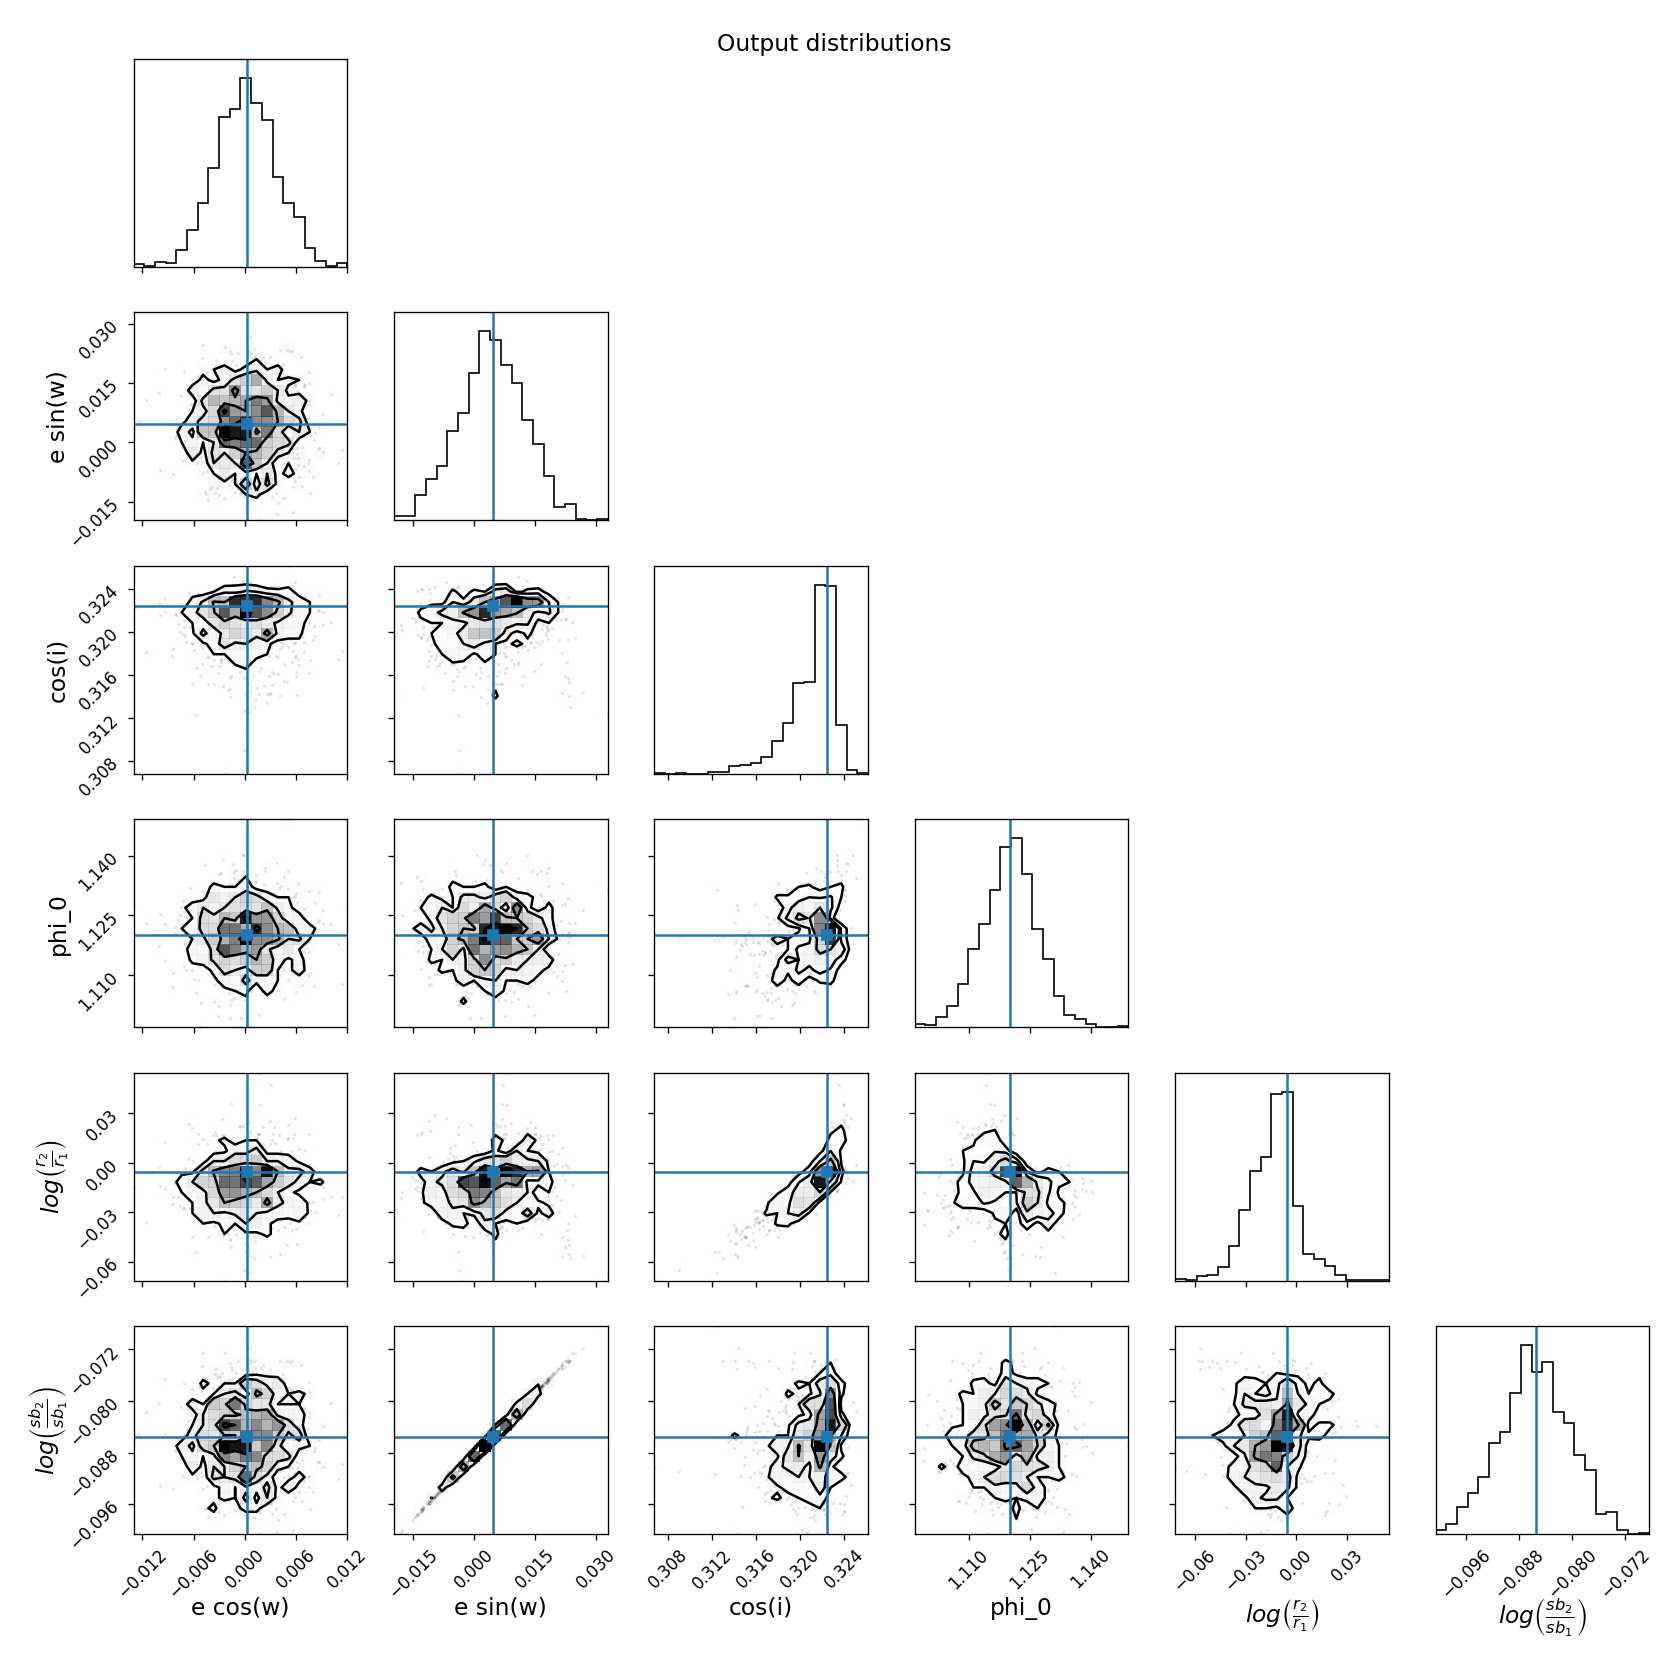 Output distributions
0.030
0.015
0.000
−0.015
e sin(w)
0.324
0.320
0.316
0.312
0.308
cos(i)
1.140
1.125
1.110
phi_0
0.03
0.00
−0.03
−0.06
log(r₂/r₁)
−0.072
−0.080
−0.088
−0.096
log(sb₂/sb₁)
−0.012 −0.006 0.000 0.006 0.012 −0.015 0.000 0.015 0.030 0.308 0.312 0.316 0.320 0.324 1.110 1.125 1.140 −0.06 −0.03 0.00 0.03 −0.096 −0.088 −0.080 −0.072
e cos(w) e sin(w) cos(i) phi_0 log(r₂/r₁) log(sb₂/sb₁)